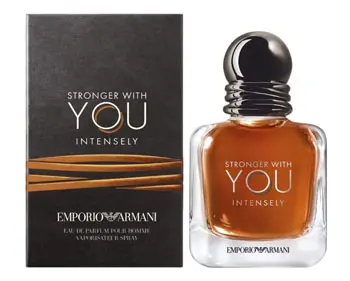 STRONGER WITH
YOU
INTENSELY
EMPORIO ARMANI
EAU DE PARFUM POUR HOMME
VAPORISATEUR SPRAY
STRONGER WITH
YOU
INTENSELY
EMPORIO ARMANI